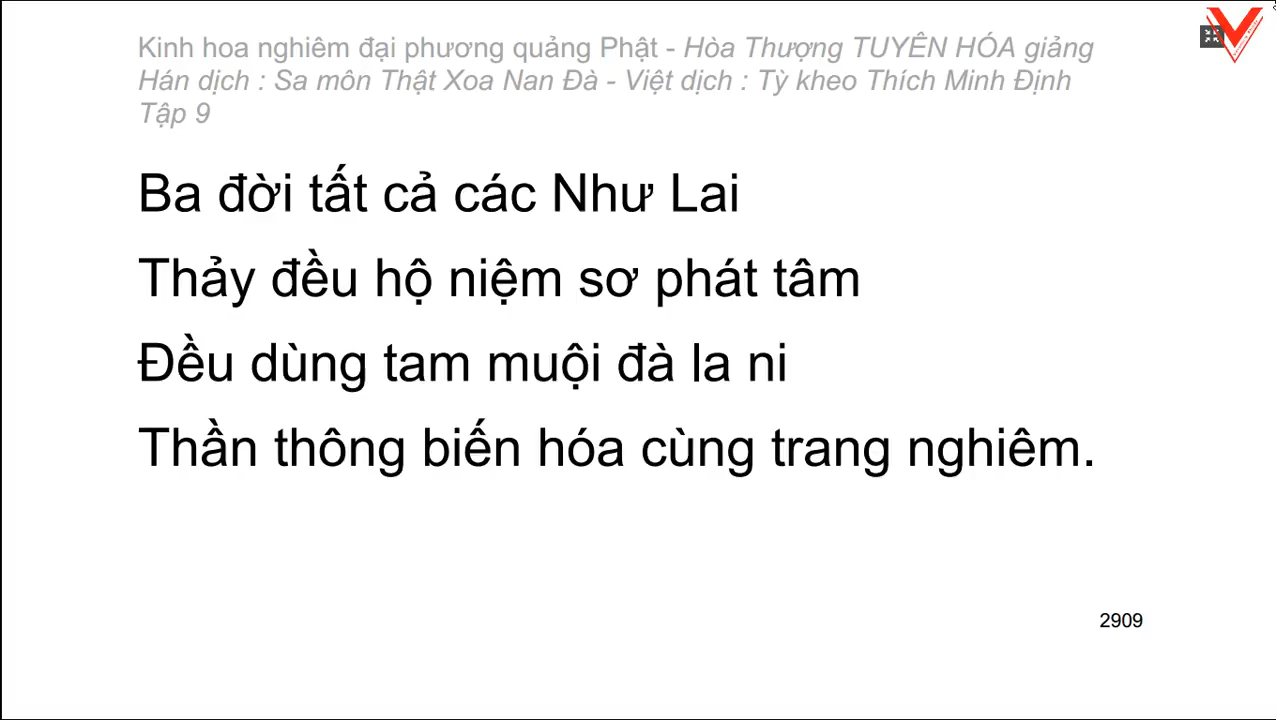 Kinh hoa nghiêm đại phương quảng Phật - Hòa Thượng TUYÊN HÓA giảng
Hán dịch : Sa môn Thật Xoa Nan Đà - Việt dịch : Tỳ kheo Thích Minh Định
Tập 9
Ba đời tất cả các Như Lai
Thảy đều hộ niệm sơ phát tâm
Đều dùng tam muội đà la ni
Thần thông biến hóa cùng trang nghiêm.
2909